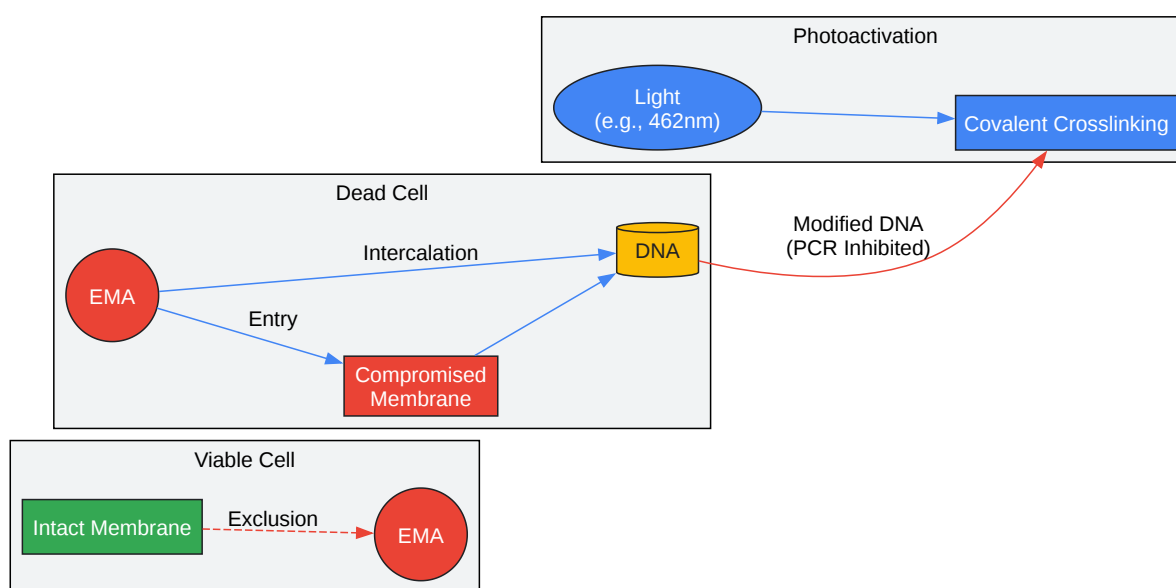 Photoactivation
Light
(e.g., 462nm)
Covalent Crosslinking
Dead Cell
Modified DNA
(PCR Inhibited)
DNA
Intercalation
EMA
Entry
Compromised
Membrane
Viable Cell
Intact Membrane
Exclusion
EMA